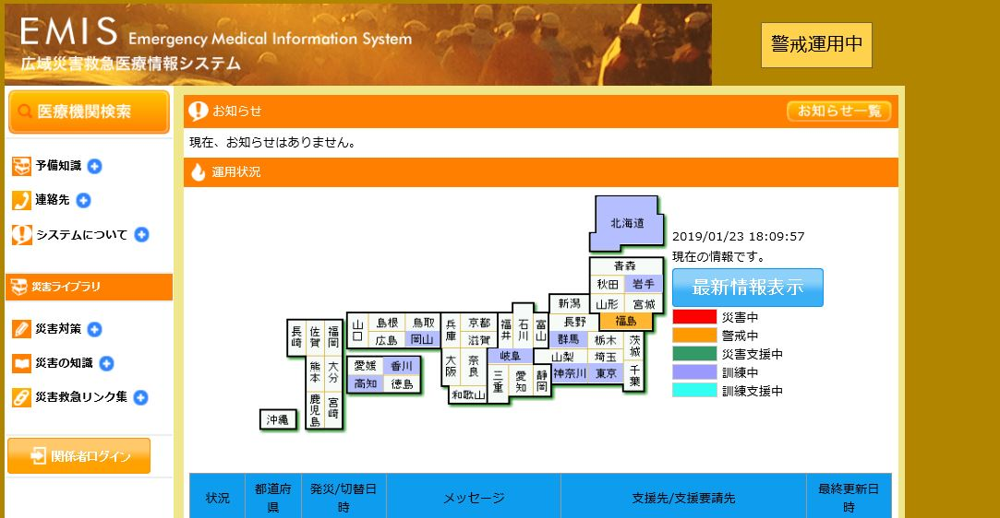 EMIS Emergency Medical Information System
広域災害救急医療情報システム
警戒運用中
医療機関検索
予備知識
連絡先
システムについて
災害ライブラリ
災害対策
災害の知識
災害救急リンク集
関係者ログイン
お知らせ
お知らせ一覧
現在、お知らせはありません。
運用状況
北海道
青森
秋田 岩手
山形 宮城
福島
新潟
長野
群馬 栃木
山梨 埼玉
神奈川 東京
茨城
千葉
富山
石川
福井
岐阜
静岡
愛知
三重
京都
滋賀
兵庫
大阪
奈良
和歌山
鳥取
島根
岡山
広島
山口
愛媛 香川
高知 徳島
福岡
佐賀
長崎
大分
熊本
宮崎
鹿児島
沖縄
2019/01/23 18:09:57
現在の情報です。
最新情報表示
災害中
警戒中
災害支援中
訓練中
訓練支援中
状況
都道府県
発災/切替日時
メッセージ
支援先/支援要請先
最終更新日時